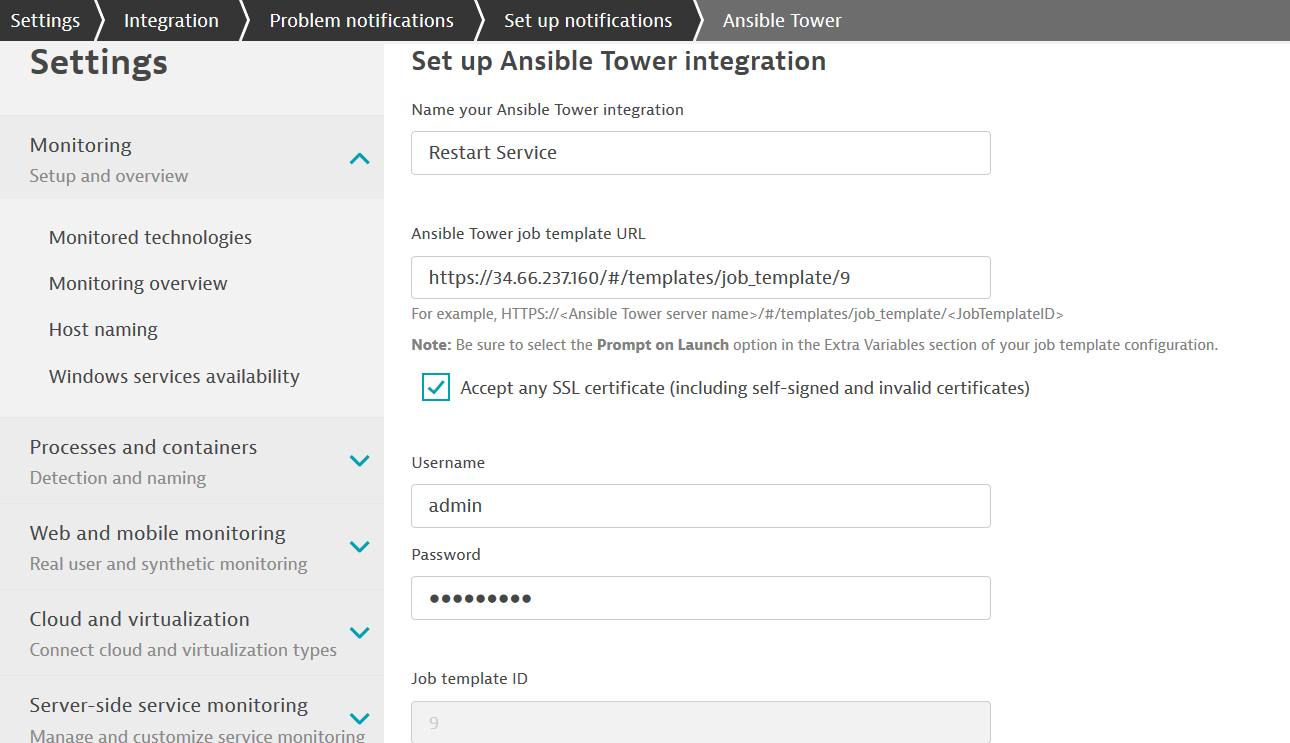 Settings
Integration
Problem notifications
Set up notifications
Ansible Tower
Settings
Monitoring
Setup and overview
Monitored technologies
Monitoring overview
Host naming
Windows services availability
Processes and containers
Detection and naming
Web and mobile monitoring
Real user and synthetic monitoring
Cloud and virtualization
Connect cloud and virtualization types
Server-side service monitoring
Manage and customize service monitoring
Set up Ansible Tower integration
Name your Ansible Tower integration
Restart Service
Ansible Tower job template URL
https://34.66.237.160/#/templates/job_template/9
For example, HTTPS://<Ansible Tower server name>/#/templates/job_template/<JobTemplateID>
Note: Be sure to select the Prompt on Launch option in the Extra Variables section of your job template configuration.
Accept any SSL certificate (including self-signed and invalid certificates)
Username
admin
Password
●●●●●●●●●
Job template ID
9